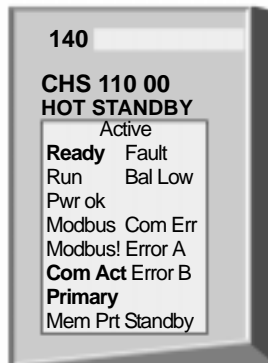 140
CHS 110 00
HOT STANDBY
Active
Ready Fault
Run Bal Low
Pwr ok
Modbus Com Err
Modbus! Error A
Com Act Error B
Primary
Mem Prt Standby